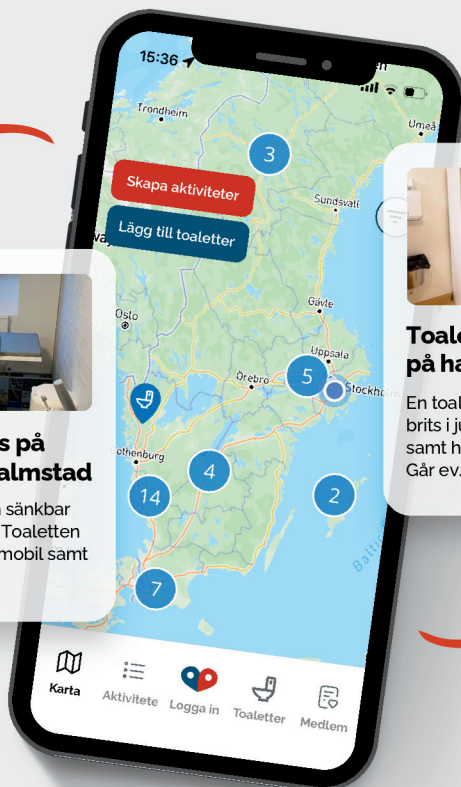 15:36
Trondheim
Umeå
3
Skapa aktiviteter
Sundsvall
Lägg till toaletter
Oslo
Gävle
Uppsala
Örebro
5
Stockholm
Gothenburg
4
14
2
Baltic
7
Karta
Aktivitete
Logga in
Toaletter
Medlem
s på
almstad
sänkbar
Toaletten
mobil samt
på ha
En toal
brits i ju
samt h
Går ev.